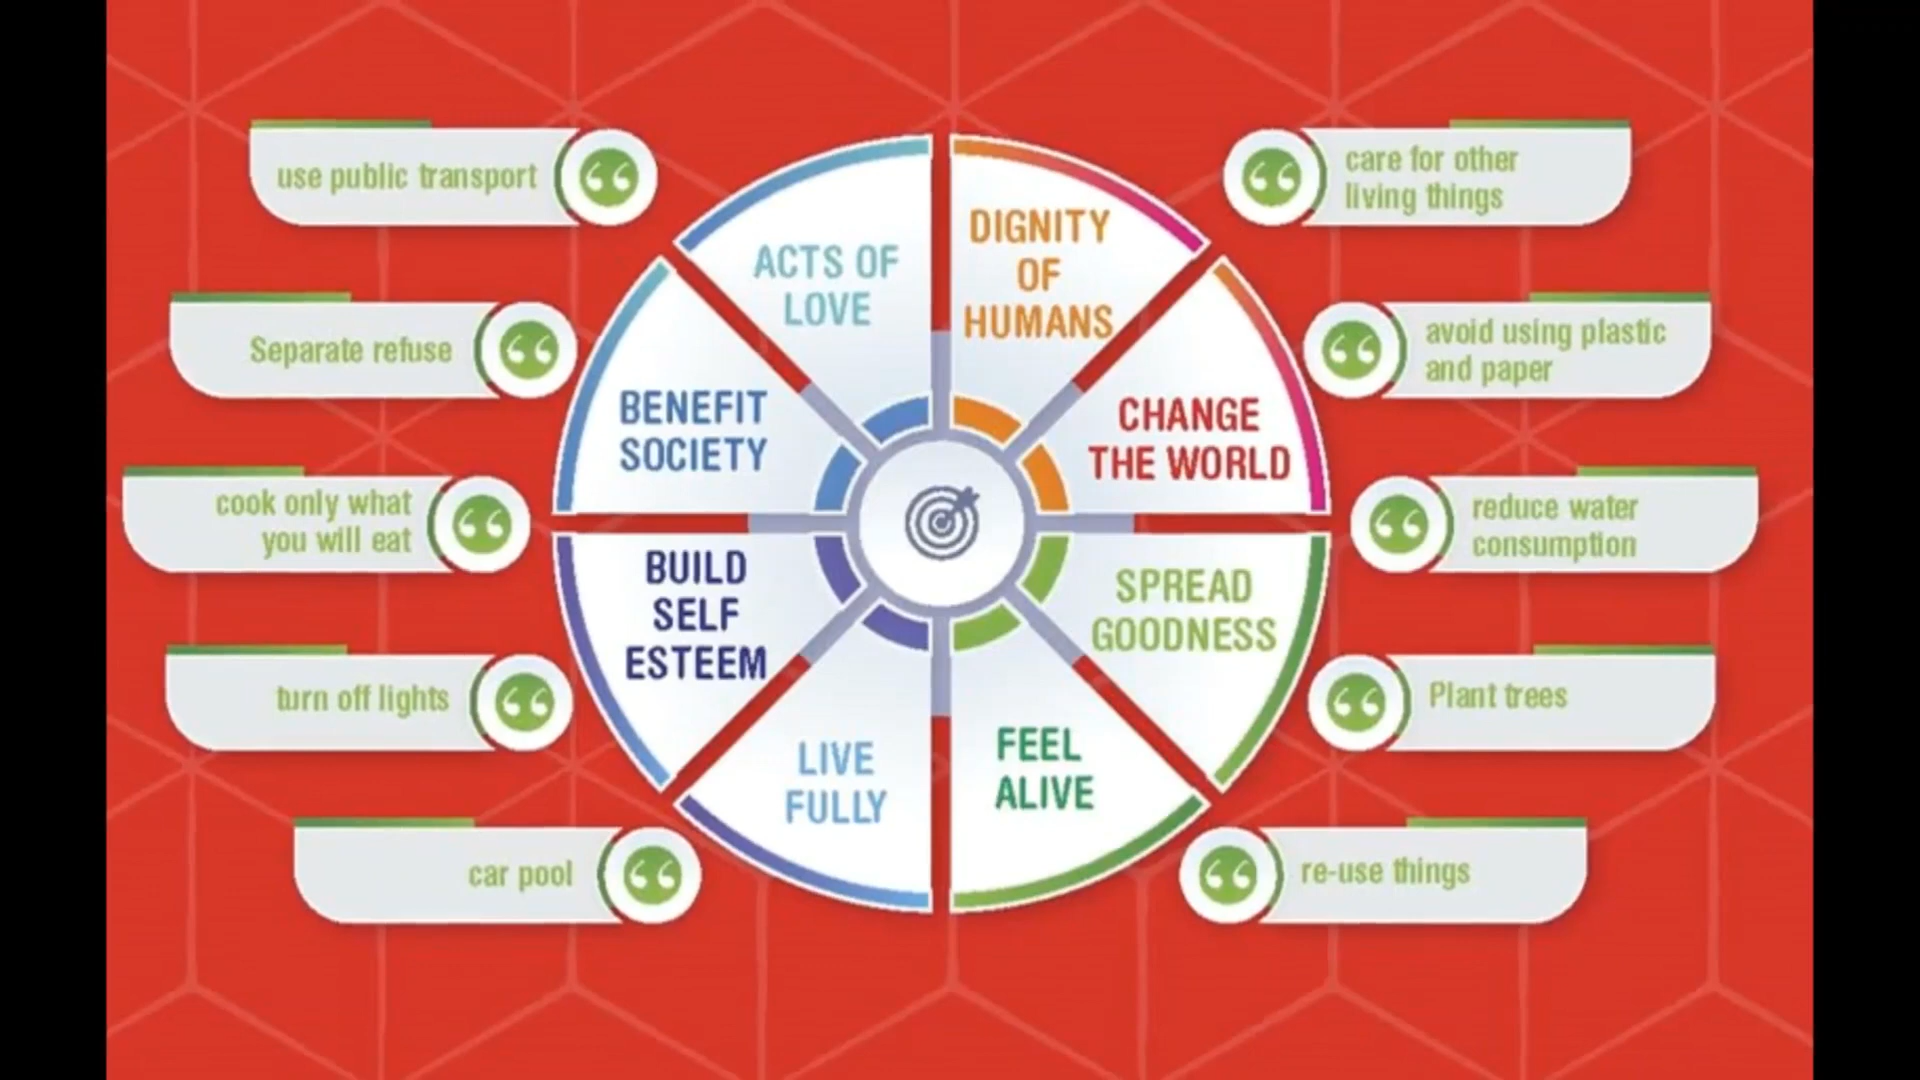 use public transport
Separate refuse
cook only what
you will eat
turn off lights
car pool
ACTS OF
LOVE
DIGNITY
OF
HUMANS
BENEFIT
SOCIETY
CHANGE
THE WORLD
BUILD
SELF
ESTEEM
SPREAD
GOODNESS
LIVE
FULLY
FEEL
ALIVE
care for other
living things
avoid using plastic
and paper
reduce water
consumption
Plant trees
re-use things